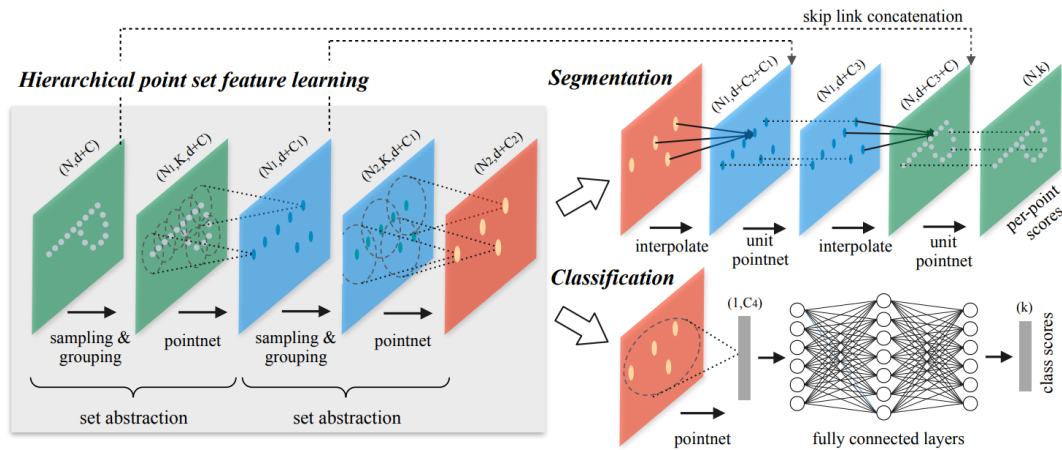 skip link concatenation
Hierarchical point set feature learning
(N,d+C)
(N1,K,d+C)
(N1,d+C1)
(N2,K,d+C1)
(N2,d+C2)
sampling &
grouping
pointnet
sampling &
grouping
pointnet
set abstraction
set abstraction
Segmentation
(N1,d+C2+C1)
(N1,d+C3)
(N,d+C3+C)
(N,k)
per-point
scores
interpolate
unit
pointnet
interpolate
unit
pointnet
Classification
(1,C4)
(k)
class scores
pointnet
fully connected layers